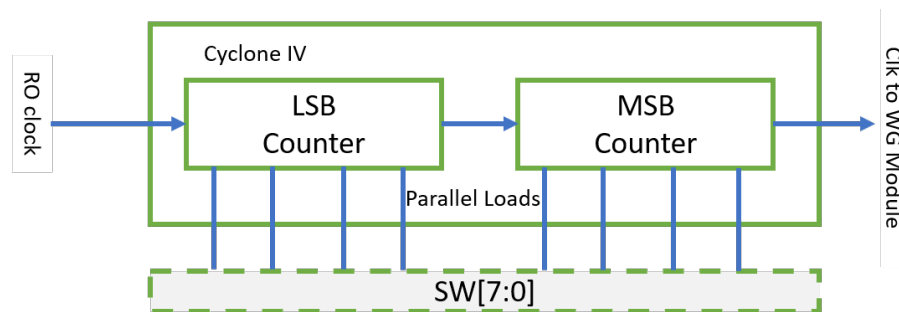 Cyclone IV
RO clock
LSB
Counter
MSB
Counter
Clk to WG Module
Parallel Loads
SW[7:0]